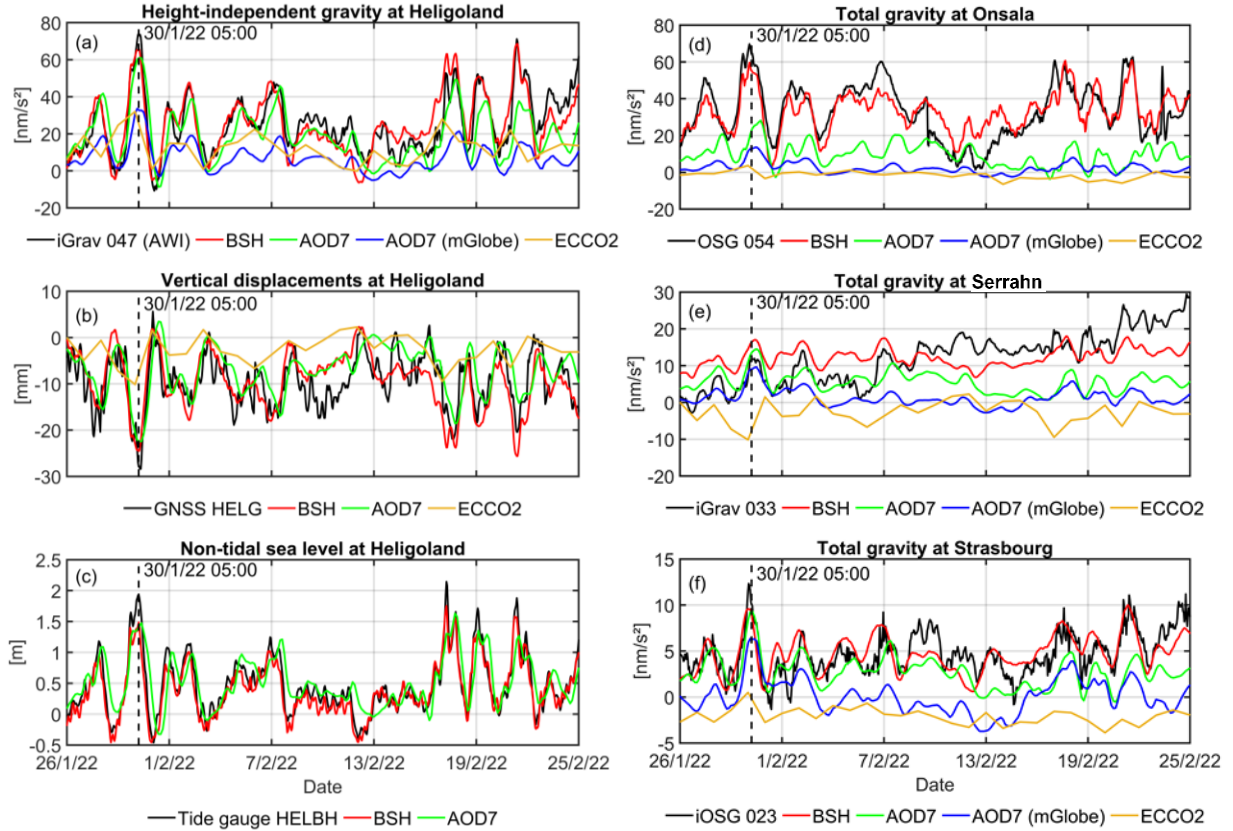 Height-independent gravity at Heligoland
80
60
40
20
0
-20
[nm/s²]
(a)
30/1/22 05:00
iGrav 047 (AWI) BSH AOD7 AOD7 (mGlobe) ECCO2
Vertical displacements at Heligoland
10
0
-10
-20
-30
[mm]
(b)
30/1/22 05:00
GNSS HELG BSH AOD7 ECCO2
Non-tidal sea level at Heligoland
2.5
2
1.5
1
0.5
0
-0.5
[m]
(c)
30/1/22 05:00
26/1/22 1/2/22 7/2/22 13/2/22 19/2/22 25/2/22
Date
Tide gauge HELBH BSH AOD7
Total gravity at Onsala
80
60
40
20
0
-20
[nm/s²]
(d)
30/1/22 05:00
OSG 054 BSH AOD7 AOD7 (mGlobe) ECCO2
Total gravity at Serrahn
30
20
10
0
-10
-20
[nm/s²]
(e)
30/1/22 05:00
iGrav 033 BSH AOD7 AOD7 (mGlobe) ECCO2
Total gravity at Strasbourg
15
10
5
0
-5
[nm/s²]
(f)
30/1/22 05:00
26/1/22 1/2/22 7/2/22 13/2/22 19/2/22 25/2/22
Date
iOSG 023 BSH AOD7 AOD7 (mGlobe) ECCO2